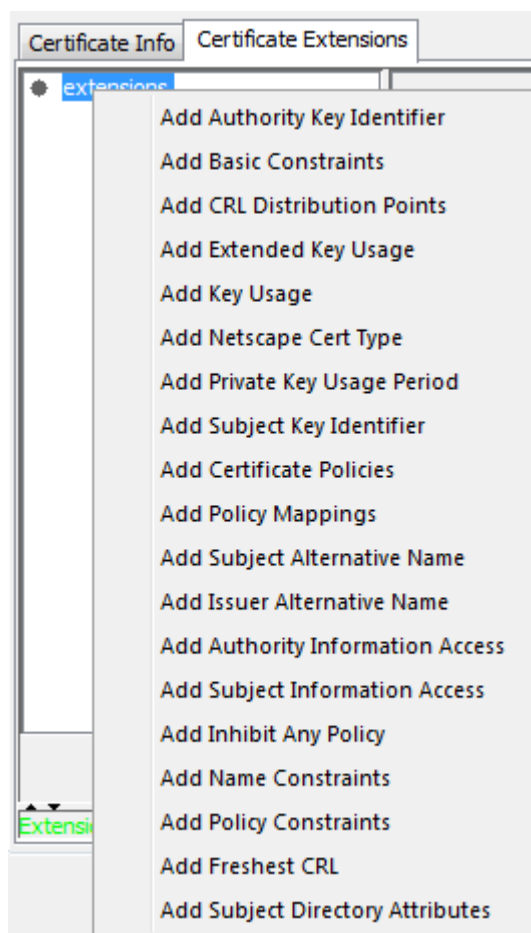 Certificate Info Certificate Extensions
extensions
Add Authority Key Identifier
Add Basic Constraints
Add CRL Distribution Points
Add Extended Key Usage
Add Key Usage
Add Netscape Cert Type
Add Private Key Usage Period
Add Subject Key Identifier
Add Certificate Policies
Add Policy Mappings
Add Subject Alternative Name
Add Issuer Alternative Name
Add Authority Information Access
Add Subject Information Access
Add Inhibit Any Policy
Add Name Constraints
Add Policy Constraints
Extensi
Add Freshest CRL
Add Subject Directory Attributes